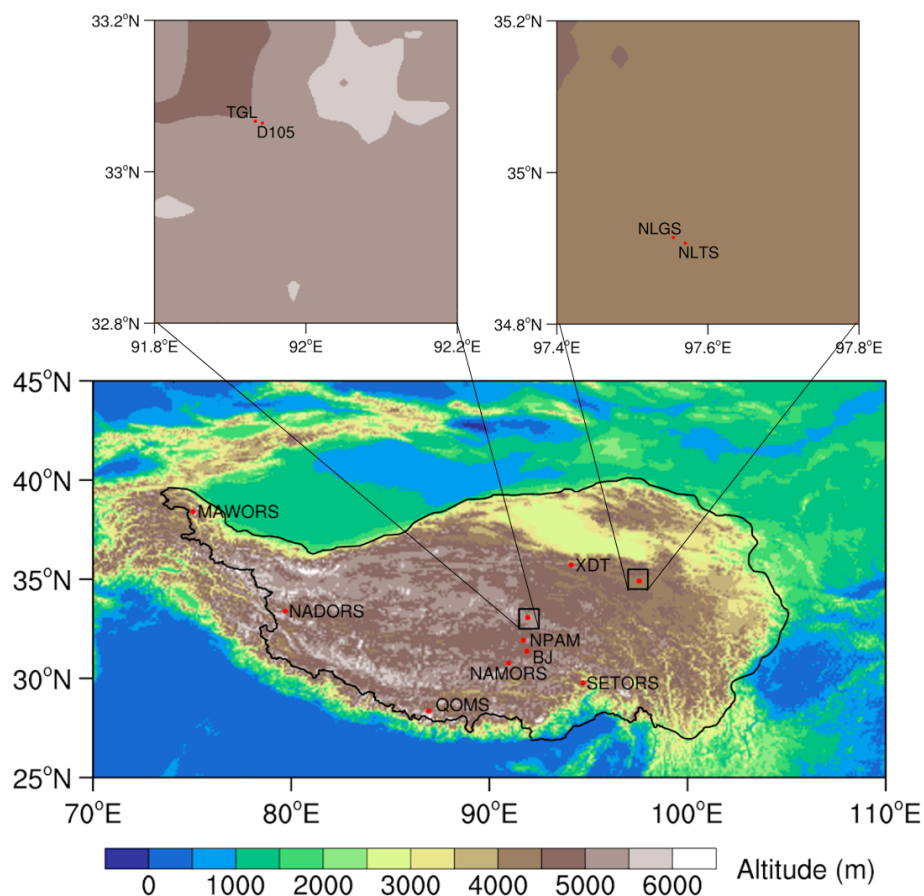 33.2°N
33°N
32.8°N
91.8°E
92°E
92.2°E
TGL
D105
35.2°N
35°N
34.8°N
97.4°E
97.6°E
97.8°E
NLGS
NLTS
45°N
40°N
35°N
30°N
25°N
MAWORS
XDT
NADORS
NPAM
BJ
NAMORS
SETORS
QOMS
70°E
80°E
90°E
100°E
110°E
0
1000
2000
3000
4000
5000
6000
Altitude (m)